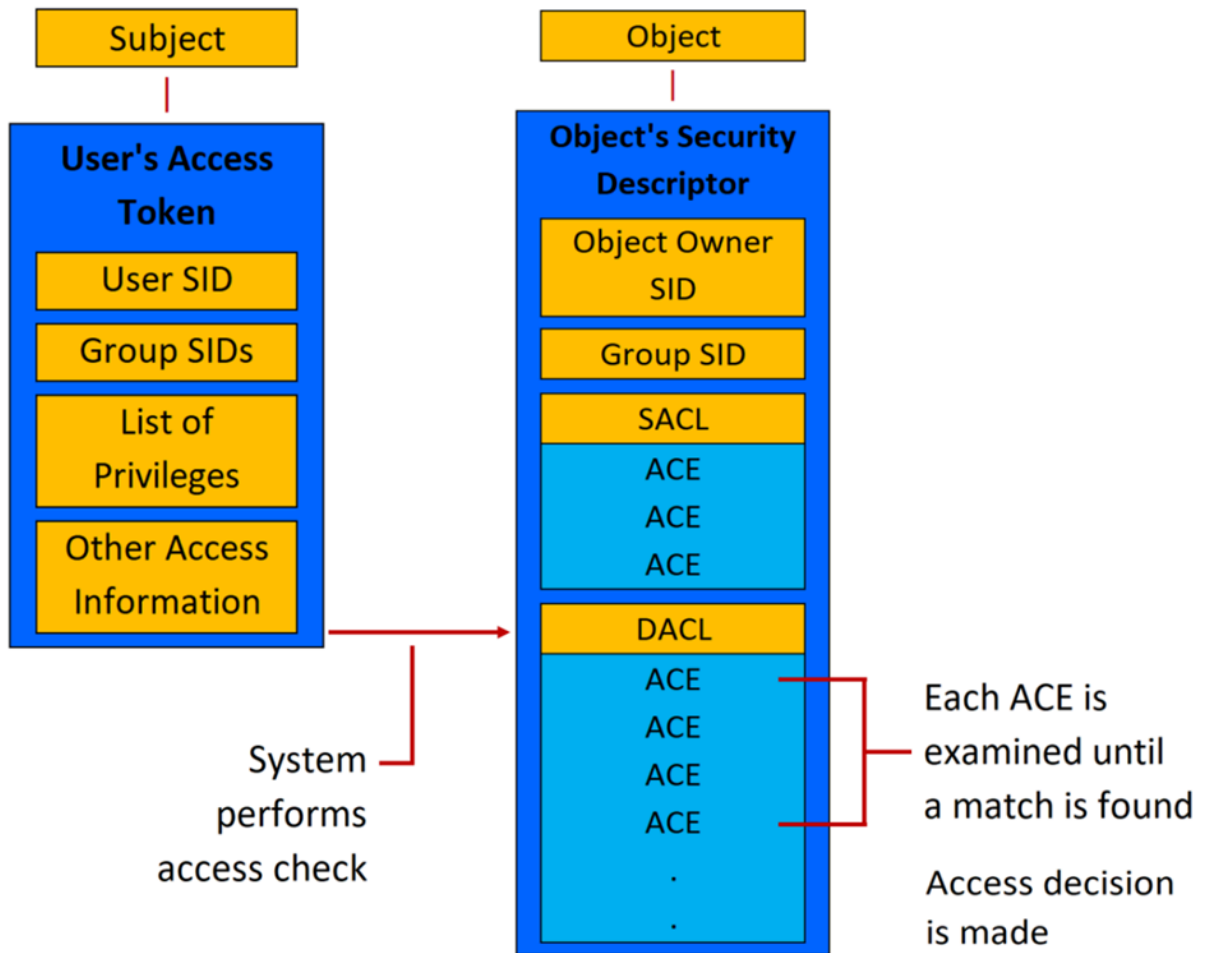 Subject
User's Access
Token
User SID
Group SIDs
List of
Privileges
Other Access
Information
System
performs
access check
Object
Object's Security
Descriptor
Object Owner
SID
Group SID
SACL
ACE
ACE
ACE
DACL
ACE
ACE
ACE
ACE
.
.
Each ACE is
examined until
a match is found
Access decision
is made